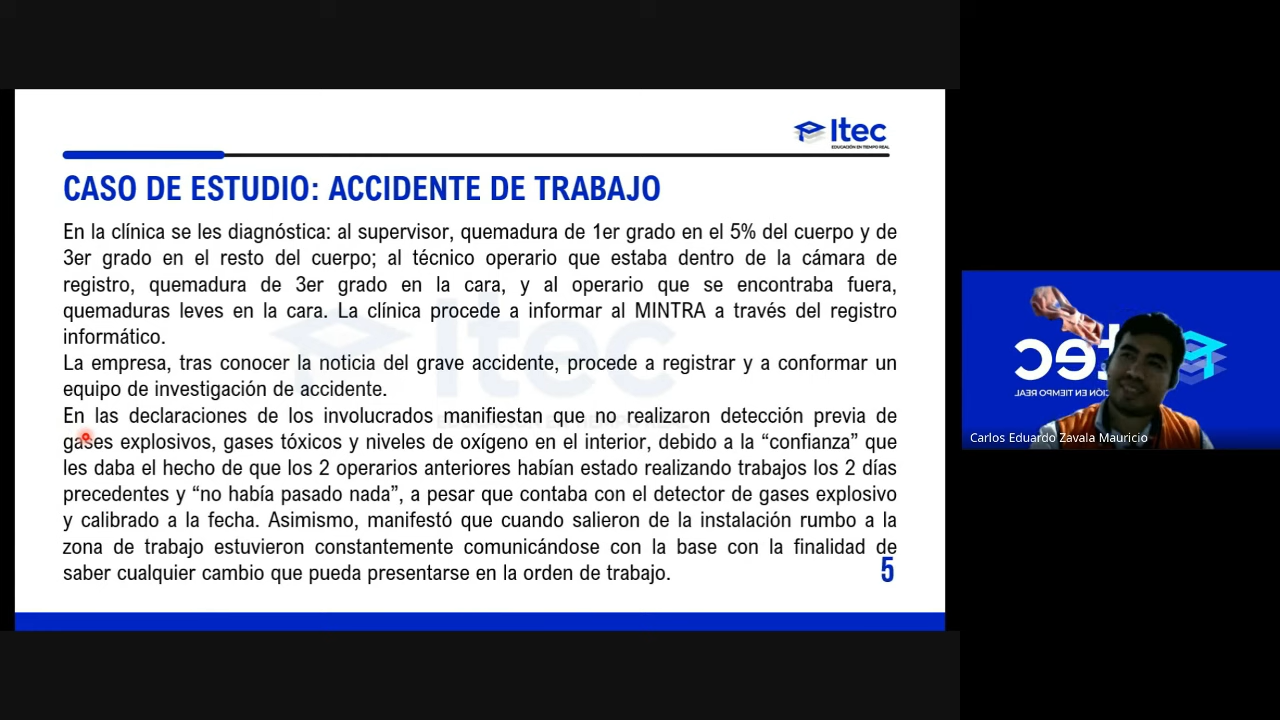 Itec
EDUCACIÓN EN TIEMPO REAL
CASO DE ESTUDIO: ACCIDENTE DE TRABAJO
En la clínica se les diagnóstica: al supervisor, quemadura de 1er grado en el 5% del cuerpo y de
3er grado en el resto del cuerpo; al técnico operario que estaba dentro de la cámara de
registro, quemadura de 3er grado en la cara, y al operario que se encontraba fuera,
quemaduras leves en la cara. La clínica procede a informar al MINTRA a través del registro
informático.
La empresa, tras conocer la noticia del grave accidente, procede a registrar y a conformar un
equipo de investigación de accidente.
En las declaraciones de los involucrados manifiestan que no realizaron detección previa de
gases explosivos, gases tóxicos y niveles de oxígeno en el interior, debido a la “confianza” que
les daba el hecho de que los 2 operarios anteriores habían estado realizando trabajos los 2 días
precedentes y “no había pasado nada”, a pesar que contaba con el detector de gases explosivo
y calibrado a la fecha. Asimismo, manifestó que cuando salieron de la instalación rumbo a la
zona de trabajo estuvieron constantemente comunicándose con la base con la finalidad de
saber cualquier cambio que pueda presentarse en la orden de trabajo.
5
Itec
tec
CIÓN EN TIEMPO REAL
Carlos Eduardo Zavala Mauricio